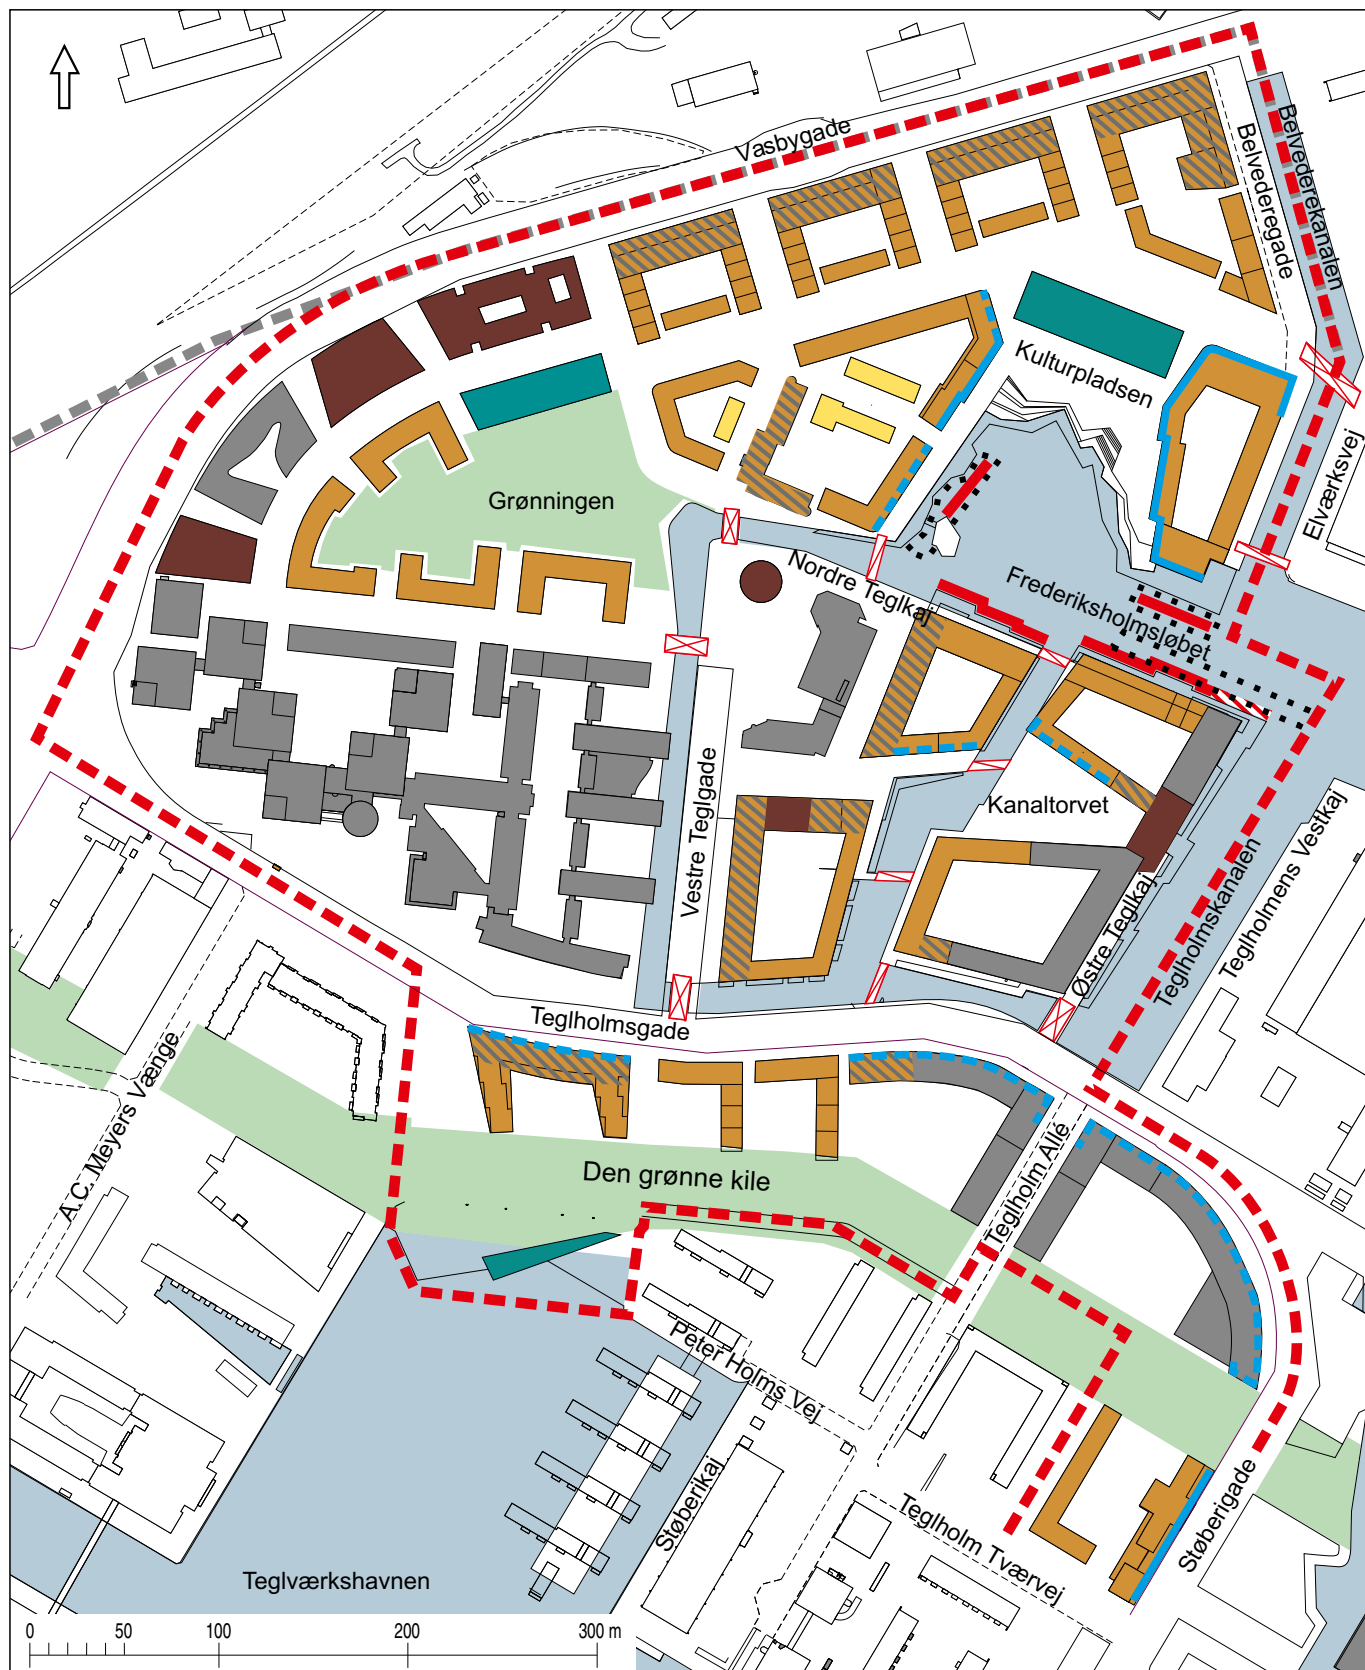 Vasbygade
Belvederekanalen
Belvederegade
Kulturpladsen
Elværksvej
Grønningen
Nordre Teglkaj
Frederiksholmsløbet
Kanaltorvet
Vestre Teglgade
Østre Teglkaj
Teglholmskanalen
Teglholmens Vestkaj
Teglholmsgade
A.C. Meyers Vænge
Den grønne kile
Teglholm Allé
Peter Holms Vej
Støberikaj
Teglholm Tværvej
Støberigade
Teglværkshavnen
0 50 100 200 300 m